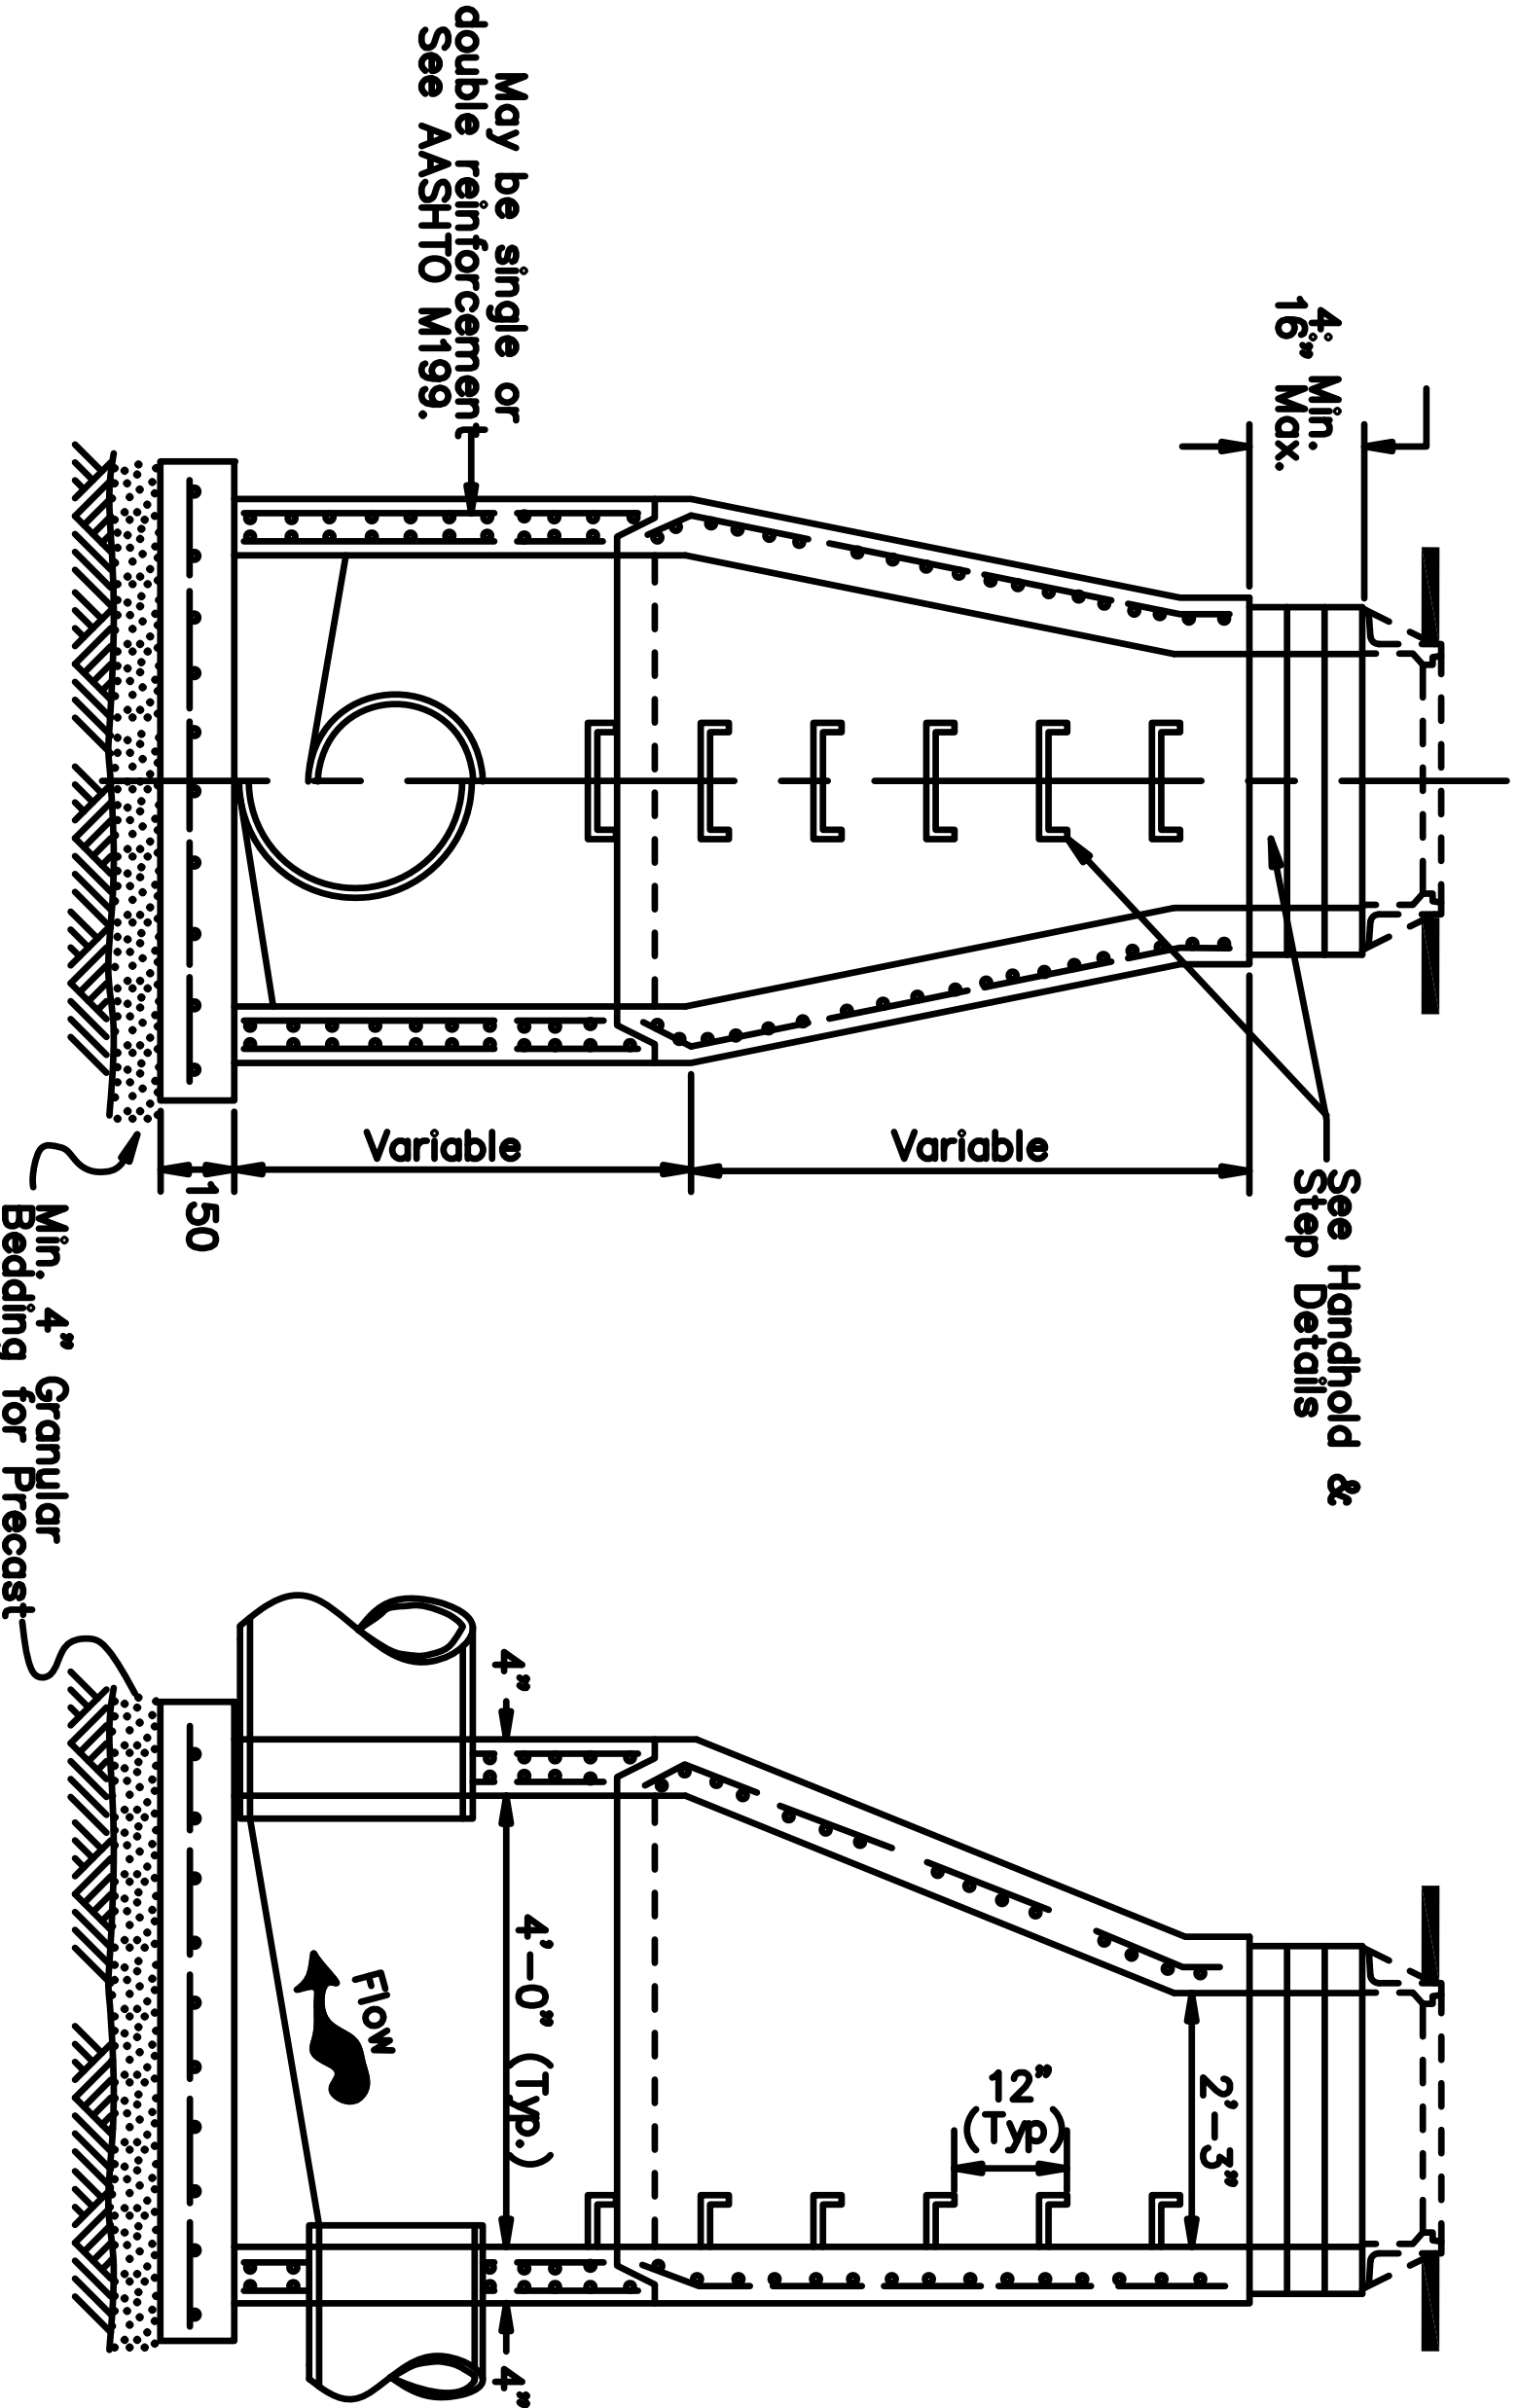 4" Min.
16" Max.
See Handhold &
Step Details
May be single or
double reinforcement
See AASHTO M199.
Variable
Variable
150
Min. 4" Granular
Bedding for Precast
2'-3"
12"
(Typ)
4"
4'-0" (Typ.)
4"
Flow